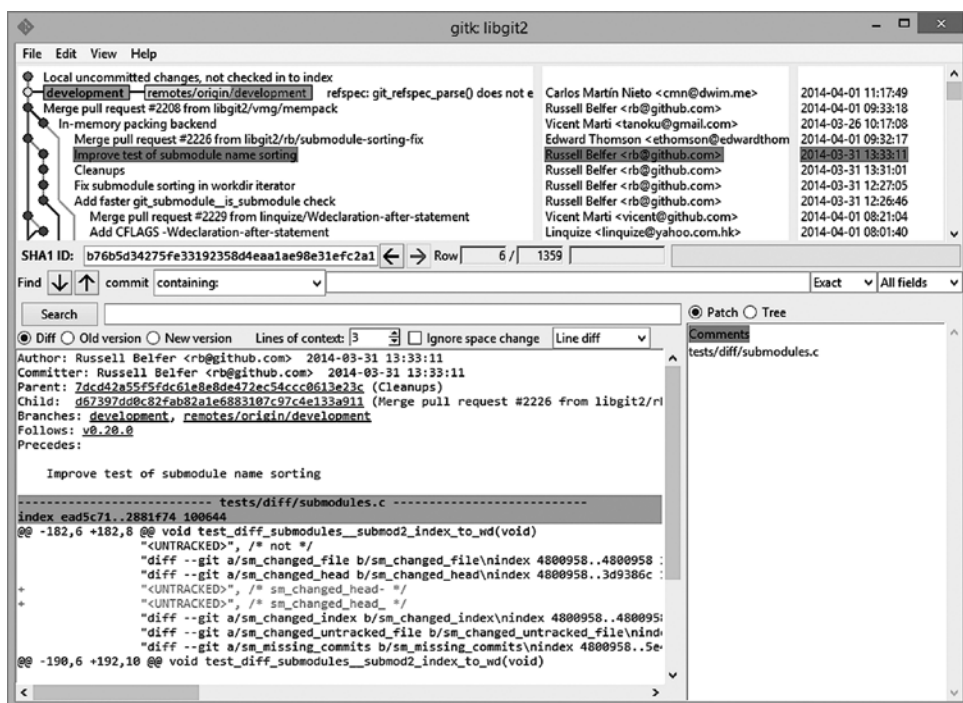 gitk: libgit2
File Edit View Help
Local uncommitted changes, not checked in to index
development remotes/origin/development refspec: git_refspec_parse() does not e Carlos Martín Nieto <cmn@dwim.me> 2014-04-01 11:17:49
Merge pull request #2208 from libgit2/vmg/mempack Russell Belfer <rb@github.com> 2014-04-01 09:33:18
In-memory packing backend Vicent Marti <tanoku@gmail.com> 2014-03-26 10:17:08
Merge pull request #2226 from libgit2/rb/submodule-sorting-fix Edward Thomson <ethomson@edwardthom 2014-04-01 09:32:17
Improve test of submodule name sorting Russell Belfer <rb@github.com> 2014-03-31 13:33:11
Cleanups Russell Belfer <rb@github.com> 2014-03-31 13:31:01
Fix submodule sorting in workdir iterator Russell Belfer <rb@github.com> 2014-03-31 12:27:05
Add faster git_submodule__is_submodule check Russell Belfer <rb@github.com> 2014-03-31 12:26:46
Merge pull request #2229 from linquize/Wdeclaration-after-statement Vicent Marti <vicent@github.com> 2014-04-01 08:21:04
Add CFLAGS -Wdeclaration-after-statement Linquize <linquize@yahoo.com.hk> 2014-04-01 08:01:40
SHA1 ID: b76b5d34275fe33192358d4eaa1ae98e31efc2a1 Row 6 / 1359
Find commit containing: Exact All fields
Search Patch Tree
Diff Old version New version Lines of context: 3 Ignore space change Line diff Comments
tests/diff/submodules.c
Author: Russell Belfer <rb@github.com> 2014-03-31 13:33:11
Committer: Russell Belfer <rb@github.com> 2014-03-31 13:33:11
Parent: 7dcd42a55f5fdc61e8e8de472ec54ccc0613e23c (Cleanups)
Child: d67397dd0c82fab82a1e6883107c97c4e133a911 (Merge pull request #2226 from libgit2/r
Branches: development, remotes/origin/development
Follows: v0.20.0
Precedes:
Improve test of submodule name sorting
--------------------------- tests/diff/submodules.c ---------------------------
index ead5c71..2881f74 100644
@@ -182,6 +182,8 @@ void test_diff_submodules__submod2_index_to_wd(void)
"<UNTRACKED>", /* not */
"diff --git a/sm_changed_file b/sm_changed_file\nindex 4800958..4800958
"diff --git a/sm_changed_head b/sm_changed_head\nindex 4800958..3d9386c
+ "<UNTRACKED>", /* sm_changed_head- */
+ "<UNTRACKED>", /* sm_changed_head_ */
"diff --git a/sm_changed_index b/sm_changed_index\nindex 4800958..480095
"diff --git a/sm_changed_untracked_file b/sm_changed_untracked_file\nind
"diff --git a/sm_missing_commits b/sm_missing_commits\nindex 4800958..5e
@@ -190,6 +192,10 @@ void test_diff_submodules__submod2_index_to_wd(void)